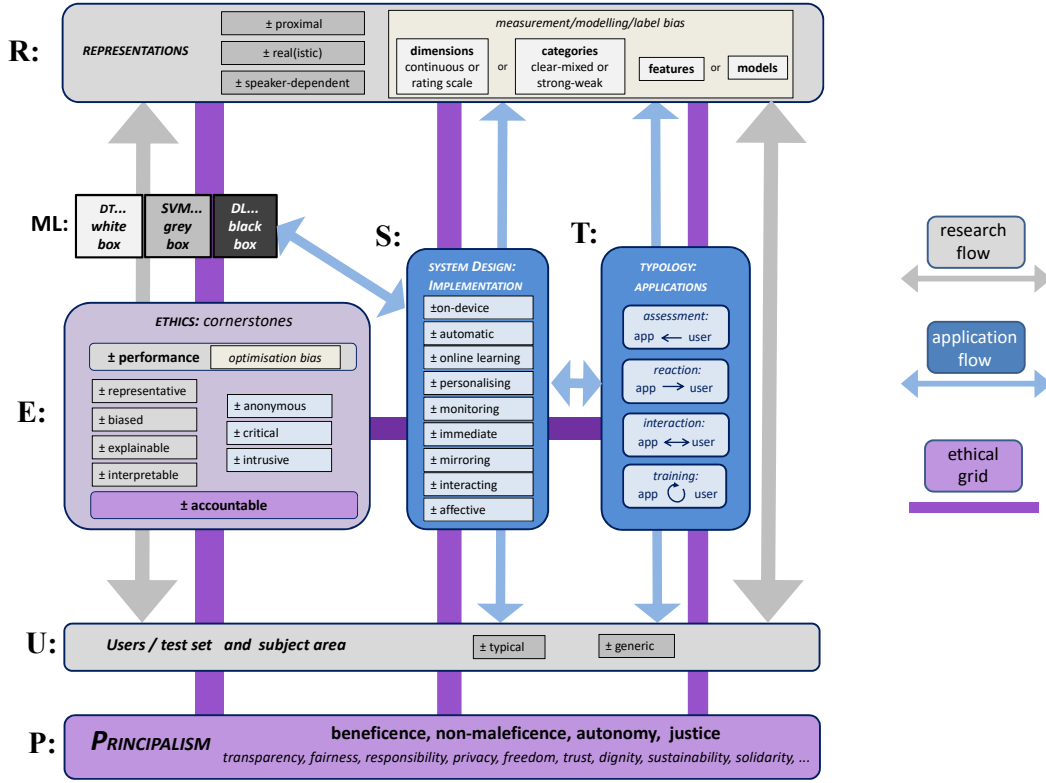 R:
REPRESENTATIONS
± proximal
± real(istic)
± speaker-dependent
measurement/modelling/label bias
dimensions
continuous or
rating scale
or
categories
clear-mixed or
strong-weak
features
or
models
ML:
DT...
white
box
SVM...
grey
box
DL...
black
box
S:
SYSTEM DESIGN:
IMPLEMENTATION
±on-device
± automatic
± online learning
± personalising
± monitoring
± immediate
± mirroring
± interacting
± affective
T:
TYPOLOGY:
APPLICATIONS
assessment:
app ← user
reaction:
app → user
interaction:
app ↔ user
training:
app user
E:
ETHICS: cornerstones
± performance
optimisation bias
± representative
± biased
± explainable
± interpretable
± anonymous
± critical
± intrusive
± accountable
U:
Users / test set and subject area
± typical
± generic
P:
PRINCIPALISM
beneficence, non-maleficence, autonomy, justice
transparency, fairness, responsibility, privacy, freedom, trust, dignity, sustainability, solidarity, ...
research
flow
application
flow
ethical
grid